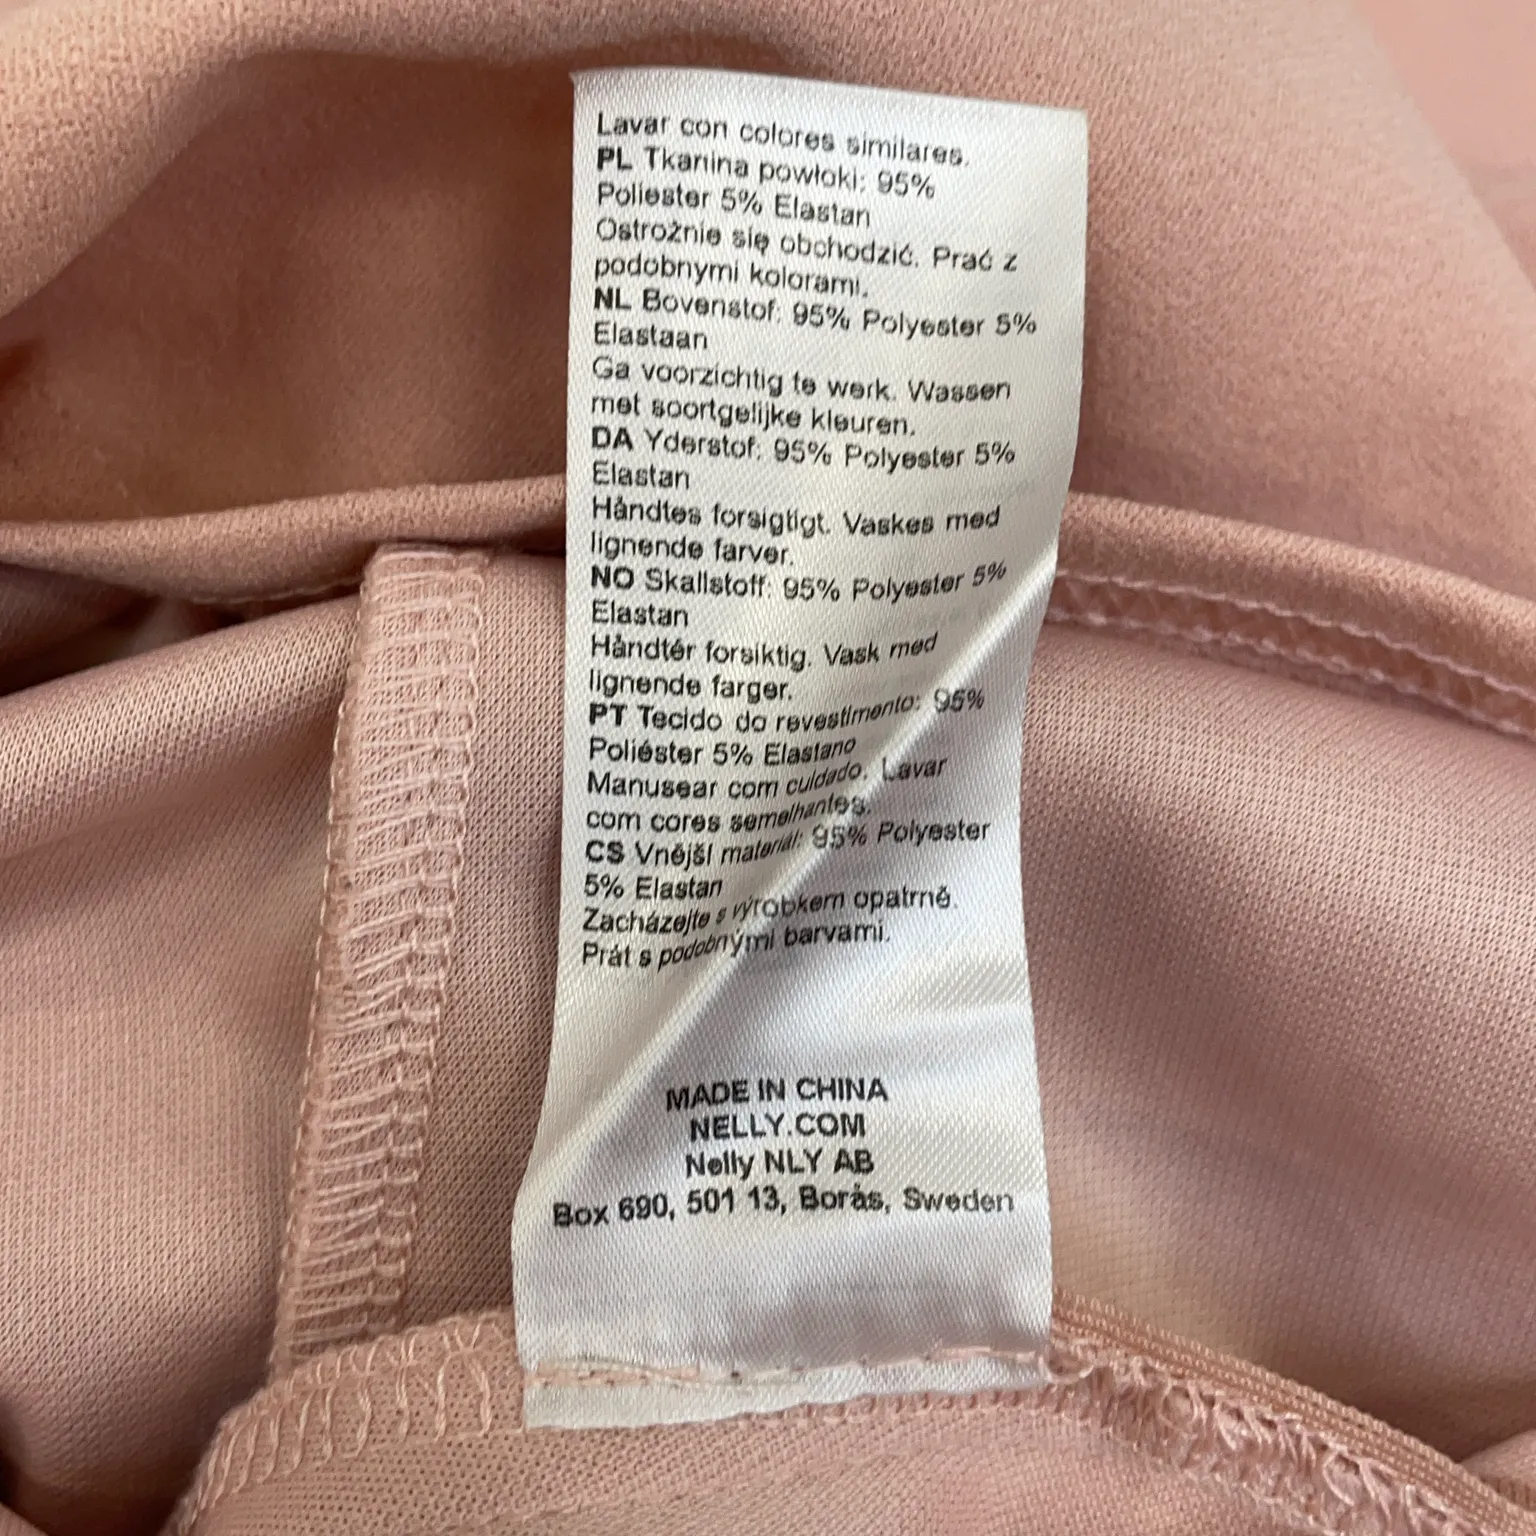 Lavar con colores similares.
PL Tkanina powłoki: 95%
Poliester 5% Elastan
Ostrożnie się obchodzić. Prać z
podobnymi kolorami.
NL Bovenstof: 95% Polyester 5%
Elastaan
Ga voorzichtig te werk. Wassen
met soortgelijke kleuren.
DA Yderstof: 95% Polyester 5%
Elastan
Håndtes forsigtigt. Vaskes med
lignende farver.
NO Skallstoff: 95% Polyester 5%
Elastan
Håndtér forsiktig. Vask med
lignende farger.
PT Tecido do revestimento: 95%
Poliéster 5% Elastano
Manusear com cuidado. Lavar
com cores semelhantes.
CS Vnější materiál: 95% Polyester
5% Elastan
Zacházejte s výrobkem opatrně.
Prát s podobnými barvami.
MADE IN CHINA
NELLY.COM
Nelly NLY AB
Box 690, 501 13, Borås, Sweden